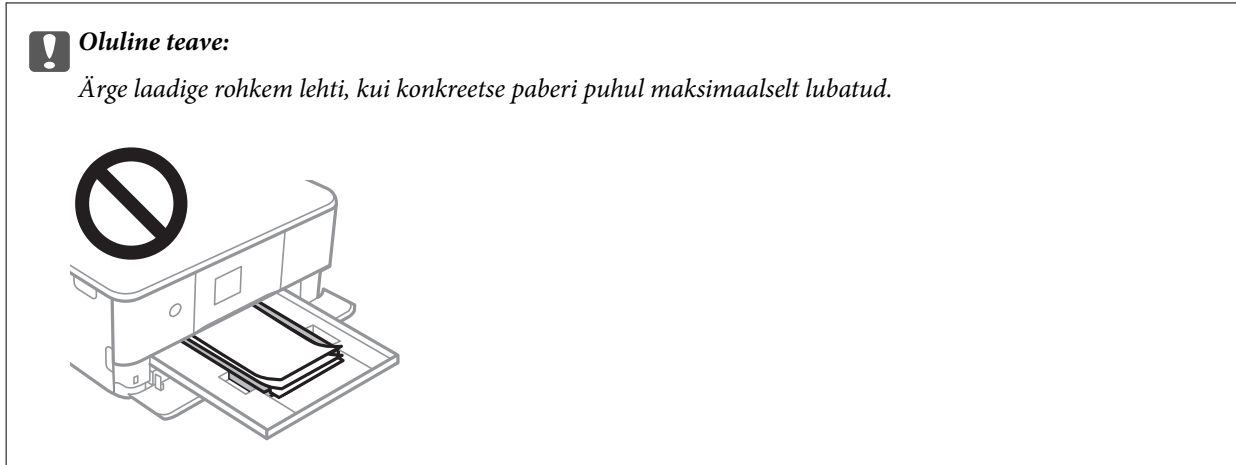 Oluline teave:
Ärge laadige rohkem lehti, kui konkreetse paberi puhul maksimaalselt lubatud.